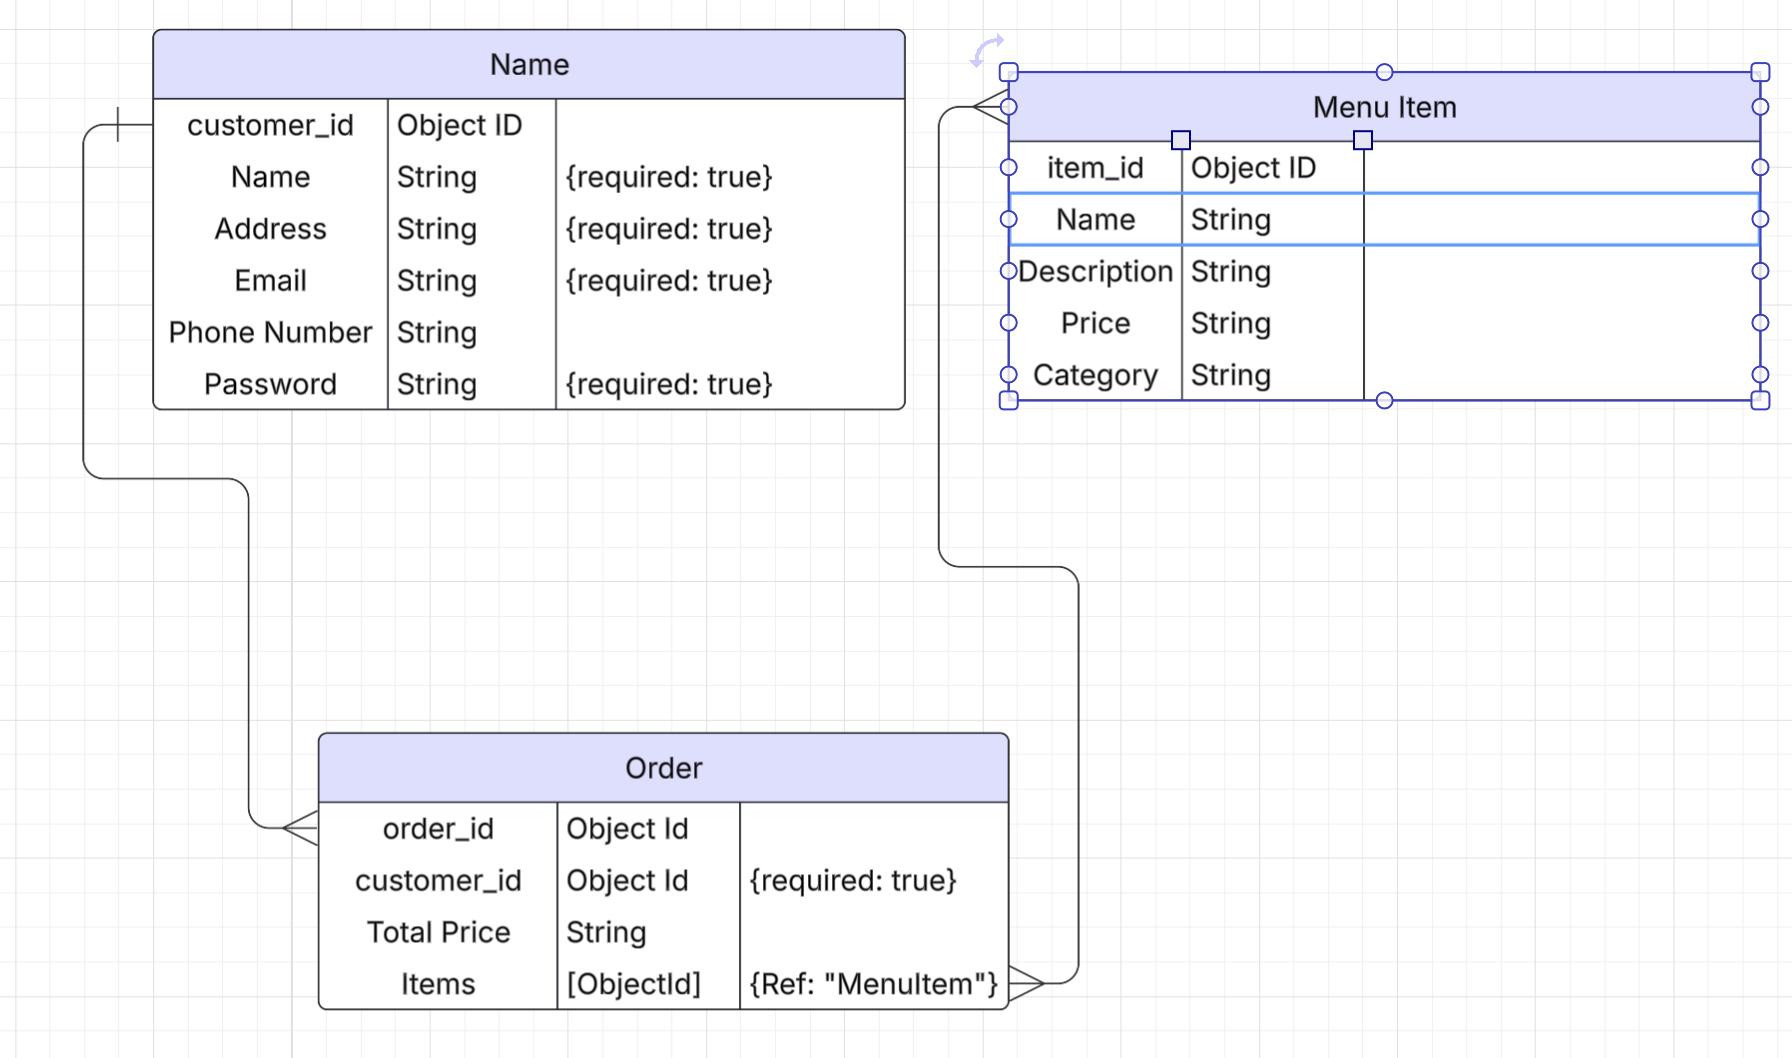 Name
customer_id Object ID
Name String {required: true}
Address String {required: true}
Email String {required: true}
Phone Number String
Password String {required: true}
Menu Item
item_id Object ID
Name String
Description String
Price String
Category String
Order
order_id Object Id
customer_id Object Id {required: true}
Total Price String
Items [ObjectId] {Ref: "MenuItem"}